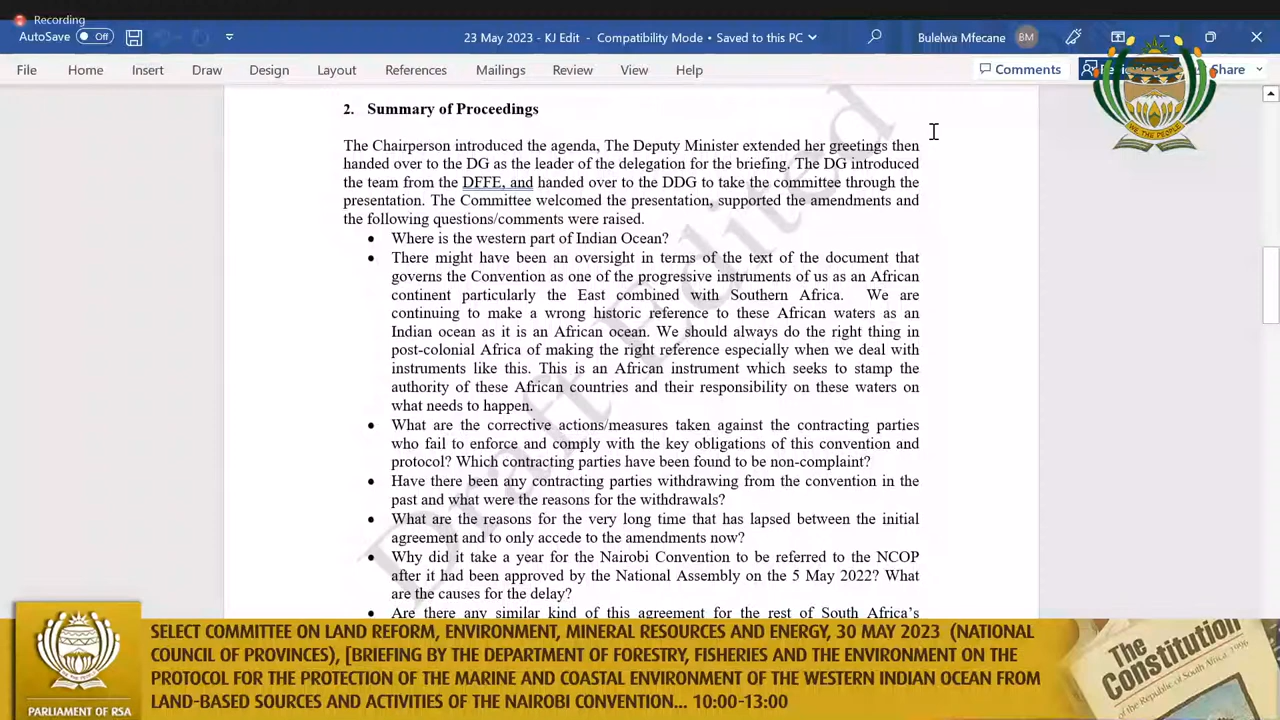 Recording
AutoSave Off 23 May 2023 - KJ Edit - Compatibility Mode • Saved to this PC Bulelwa Mfecane BM
File Home Insert Draw Design Layout References Mailings Review View Help Comments Share
2. Summary of Proceedings
The Chairperson introduced the agenda, The Deputy Minister extended her greetings then
handed over to the DG as the leader of the delegation for the briefing. The DG introduced
the team from the DFFE, and handed over to the DDG to take the committee through the
presentation. The Committee welcomed the presentation, supported the amendments and
the following questions/comments were raised.
• Where is the western part of Indian Ocean?
• There might have been an oversight in terms of the text of the document that
governs the Convention as one of the progressive instruments of us as an African
continent particularly the East combined with Southern Africa. We are
continuing to make a wrong historic reference to these African waters as an
Indian ocean as it is an African ocean. We should always do the right thing in
post-colonial Africa of making the right reference especially when we deal with
instruments like this. This is an African instrument which seeks to stamp the
authority of these African countries and their responsibility on these waters on
what needs to happen.
• What are the corrective actions/measures taken against the contracting parties
who fail to enforce and comply with the key obligations of this convention and
protocol? Which contracting parties have been found to be non-complaint?
• Have there been any contracting parties withdrawing from the convention in the
past and what were the reasons for the withdrawals?
• What are the reasons for the very long time that has lapsed between the initial
agreement and to only accede to the amendments now?
• Why did it take a year for the Nairobi Convention to be referred to the NCOP
after it had been approved by the National Assembly on the 5 May 2022? What
are the causes for the delay?
• Are there any similar kind of this agreement for the rest of South Africa's
Draft Edited
WE, THE PEOPLE
SELECT COMMITTEE ON LAND REFORM, ENVIRONMENT, MINERAL RESOURCES AND ENERGY, 30 MAY 2023 (NATIONAL
COUNCIL OF PROVINCES), [BRIEFING BY THE DEPARTMENT OF FORESTRY, FISHERIES AND THE ENVIRONMENT ON THE
PROTOCOL FOR THE PROTECTION OF THE MARINE AND COASTAL ENVIRONMENT OF THE WESTERN INDIAN OCEAN FROM
LAND-BASED SOURCES AND ACTIVITIES OF THE NAIROBI CONVENTION... 10:00-13:00
PARLIAMENT OF RSA
The
Constitution